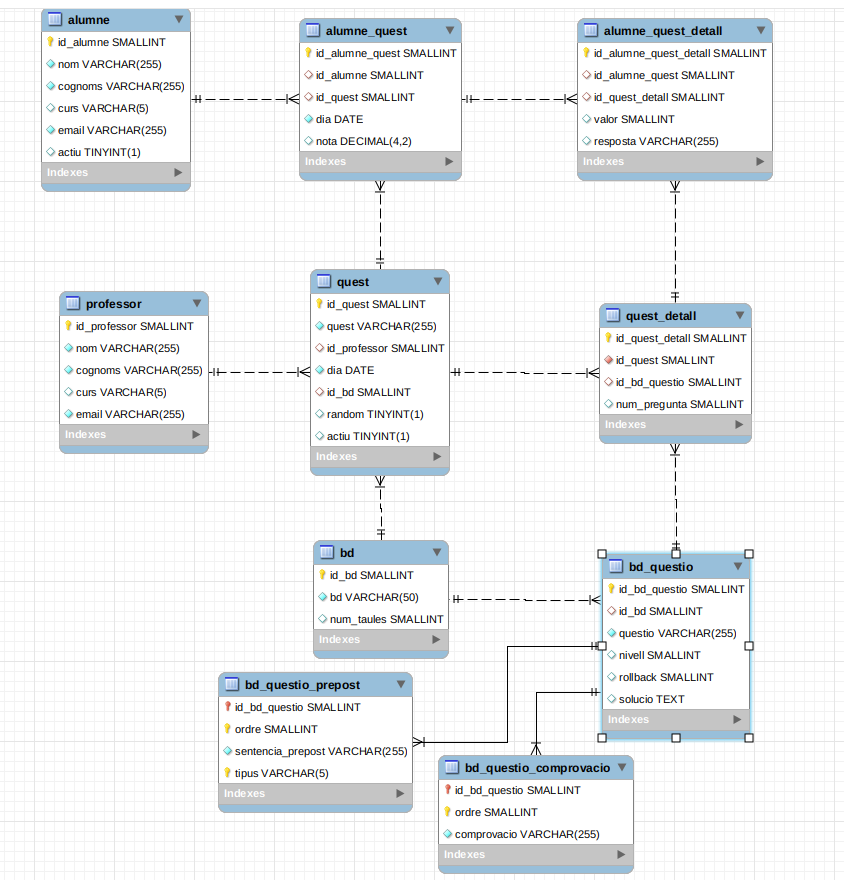 alumne
id_alumne SMALLINT
nom VARCHAR(255)
cognoms VARCHAR(255)
curs VARCHAR(5)
email VARCHAR(255)
actiu TINYINT(1)
Indexes
alumne_quest
id_alumne_quest SMALLINT
id_alumne SMALLINT
id_quest SMALLINT
dia DATE
nota DECIMAL(4,2)
Indexes
alumne_quest_detall
id_alumne_quest_detall SMALLINT
id_alumne_quest SMALLINT
id_quest_detall SMALLINT
valor SMALLINT
resposta VARCHAR(255)
Indexes
professor
id_professor SMALLINT
nom VARCHAR(255)
cognoms VARCHAR(255)
curs VARCHAR(5)
email VARCHAR(255)
Indexes
quest
id_quest SMALLINT
quest VARCHAR(255)
id_professor SMALLINT
dia DATE
id_bd SMALLINT
random TINYINT(1)
actiu TINYINT(1)
Indexes
quest_detall
id_quest_detall SMALLINT
id_quest SMALLINT
id_bd_questio SMALLINT
num_pregunta SMALLINT
Indexes
bd
id_bd SMALLINT
bd VARCHAR(50)
num_taules SMALLINT
Indexes
bd_questio
id_bd_questio SMALLINT
id_bd SMALLINT
questio VARCHAR(255)
nivell SMALLINT
rollback SMALLINT
solucio TEXT
Indexes
bd_questio_prepost
id_bd_questio SMALLINT
ordre SMALLINT
sentencia_prepost VARCHAR(255)
tipus VARCHAR(5)
Indexes
bd_questio_comprovacio
id_bd_questio SMALLINT
ordre SMALLINT
comprovacio VARCHAR(255)
Indexes